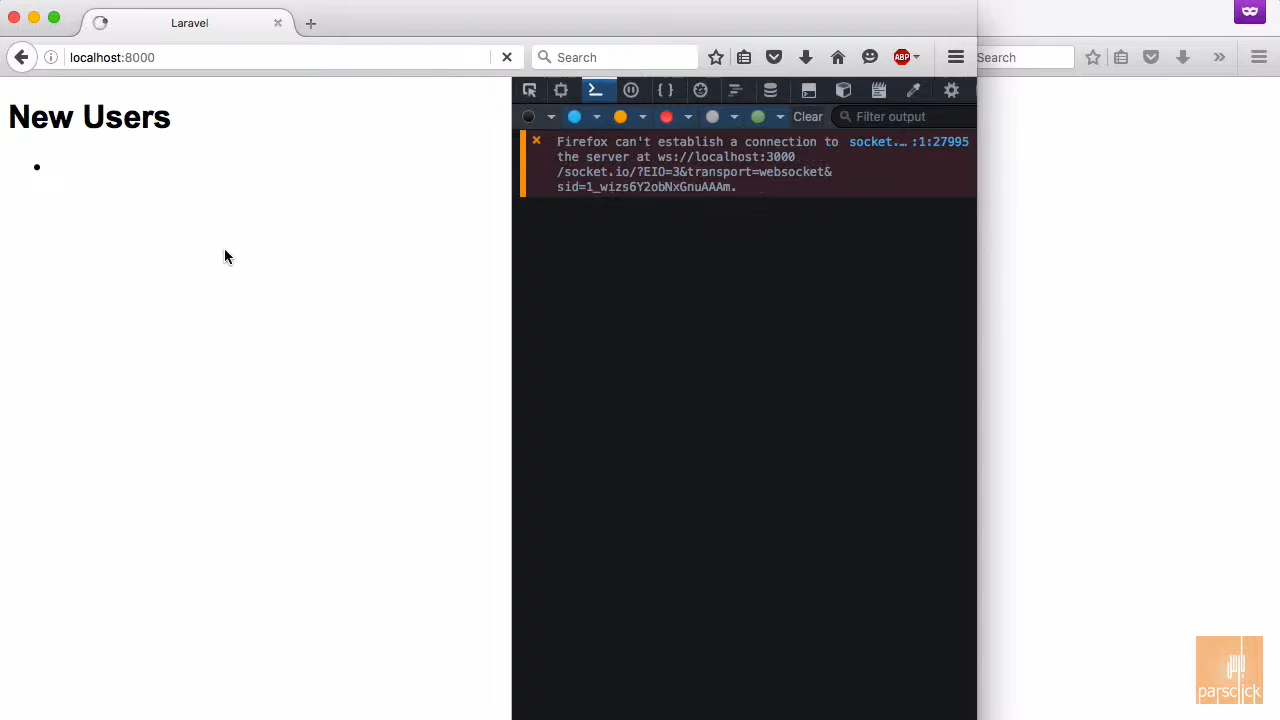 Laravel
localhost:8000
Search
ABP
Search
New Users
Clear
Filter output
Firefox can't establish a connection to socket.… :1:27995
the server at ws://localhost:3000
/socket.io/?EIO=3&transport=websocket&
sid=1_wizs6Y2obNxGnuAAAm.
parsclick